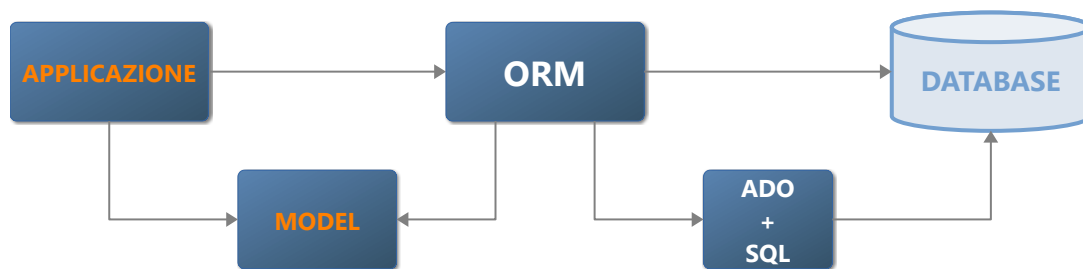 APPLICAZIONE
ORM
DATABASE
MODEL
ADO
+
SQL